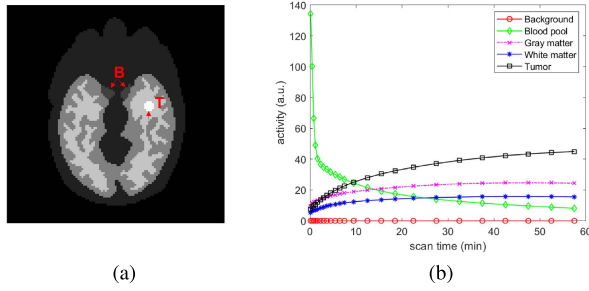 B
T
(a)
140
120
100
80
60
40
20
0
activity (a.u.)
0
10
20
30
40
50
60
scan time (min)
Background
Blood pool
Gray matter
White matter
Tumor
(b)